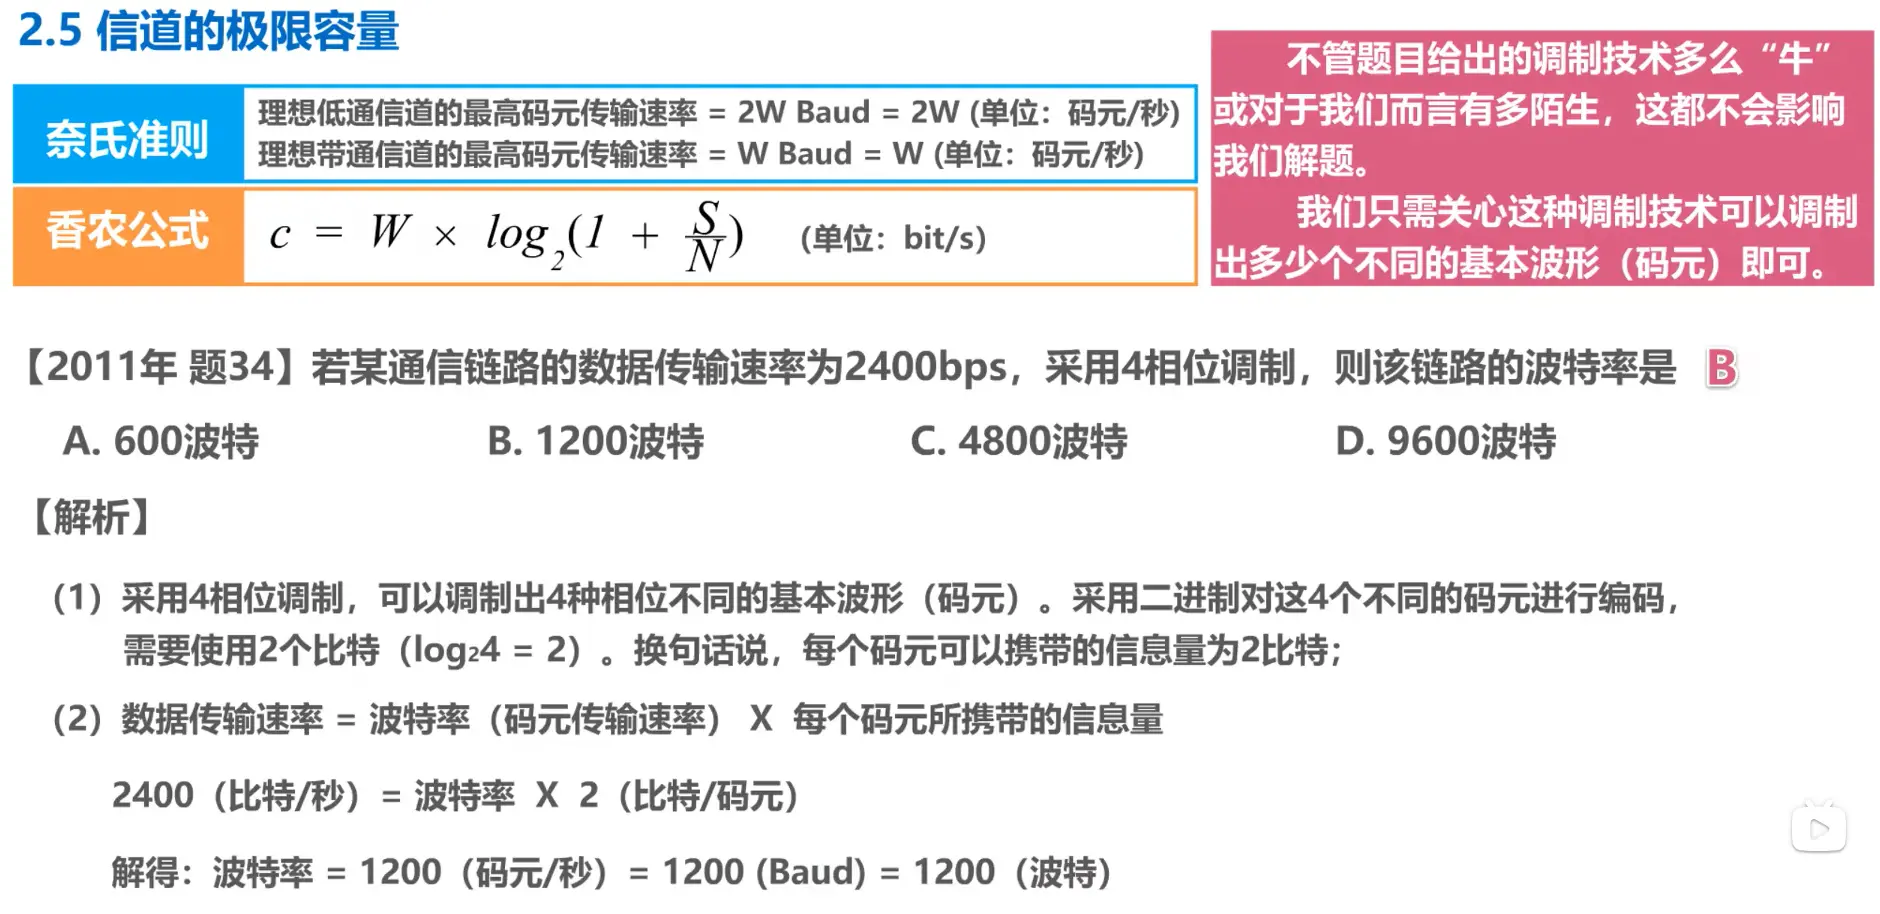 2.5 信道的极限容量
奈氏准则
理想低通信道的最高码元传输速率 = 2W Baud = 2W (单位：码元/秒)
理想带通信道的最高码元传输速率 = W Baud = W (单位：码元/秒)
香农公式
c = W × log₂(1 + S/N) (单位：bit/s)
不管题目给出的调制技术多么“牛”
或对于我们而言有多陌生，这都不会影响
我们解题。
我们只需关心这种调制技术可以调制
出多少个不同的基本波形（码元）即可。
【2011年 题34】若某通信链路的数据传输速率为2400bps，采用4相位调制，则该链路的波特率是 B
A. 600波特 B. 1200波特 C. 4800波特 D. 9600波特
【解析】
（1）采用4相位调制，可以调制出4种相位不同的基本波形（码元）。采用二进制对这4个不同的码元进行编码，
需要使用2个比特（log₂4 = 2）。换句话说，每个码元可以携带的信息量为2比特；
（2）数据传输速率 = 波特率（码元传输速率） X 每个码元所携带的信息量
2400（比特/秒）= 波特率 X 2（比特/码元）
解得：波特率 = 1200（码元/秒）= 1200 (Baud) = 1200（波特）